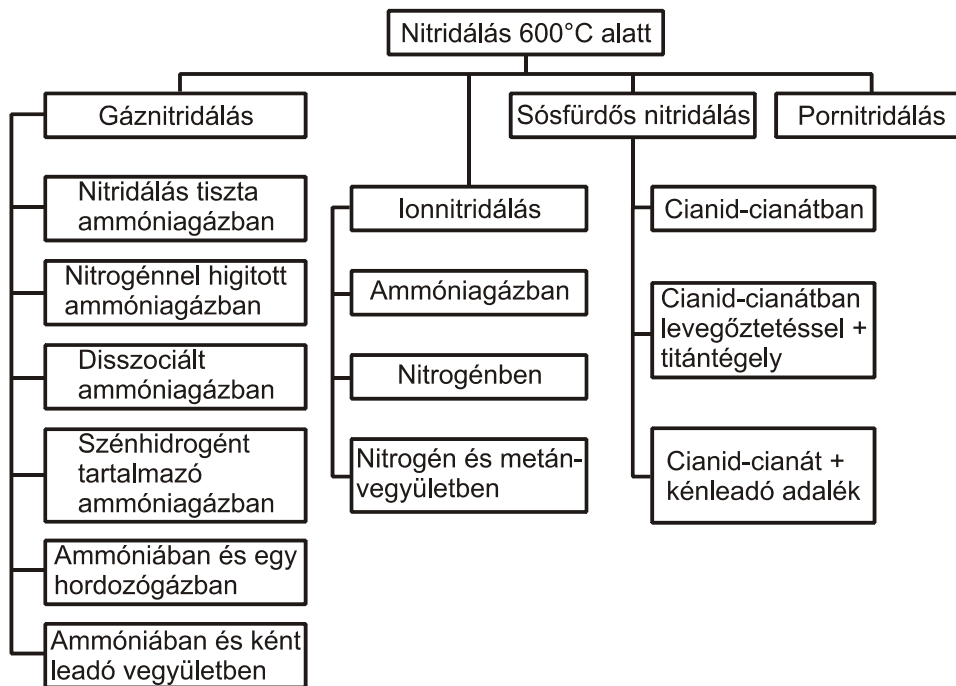 Nitridálás 600°C alatt
Gáznitridálás
Nitridálás tiszta
ammóniagázban
Nitrogénnel higitott
ammóniagázban
Disszociált
ammóniagázban
Szénhidrogént
tartalmazó
ammóniagázban
Ammóniában és egy
hordozógázban
Ammóniában és ként
leadó vegyületben
Ionnitridálás
Ammóniagázban
Nitrogénben
Nitrogén és metán-
vegyületben
Sósfürdős nitridálás
Cianid-cianátban
Cianid-cianátban
levegőztetéssel +
titántégely
Cianid-cianát +
kénleadó adalék
Pornitridálás